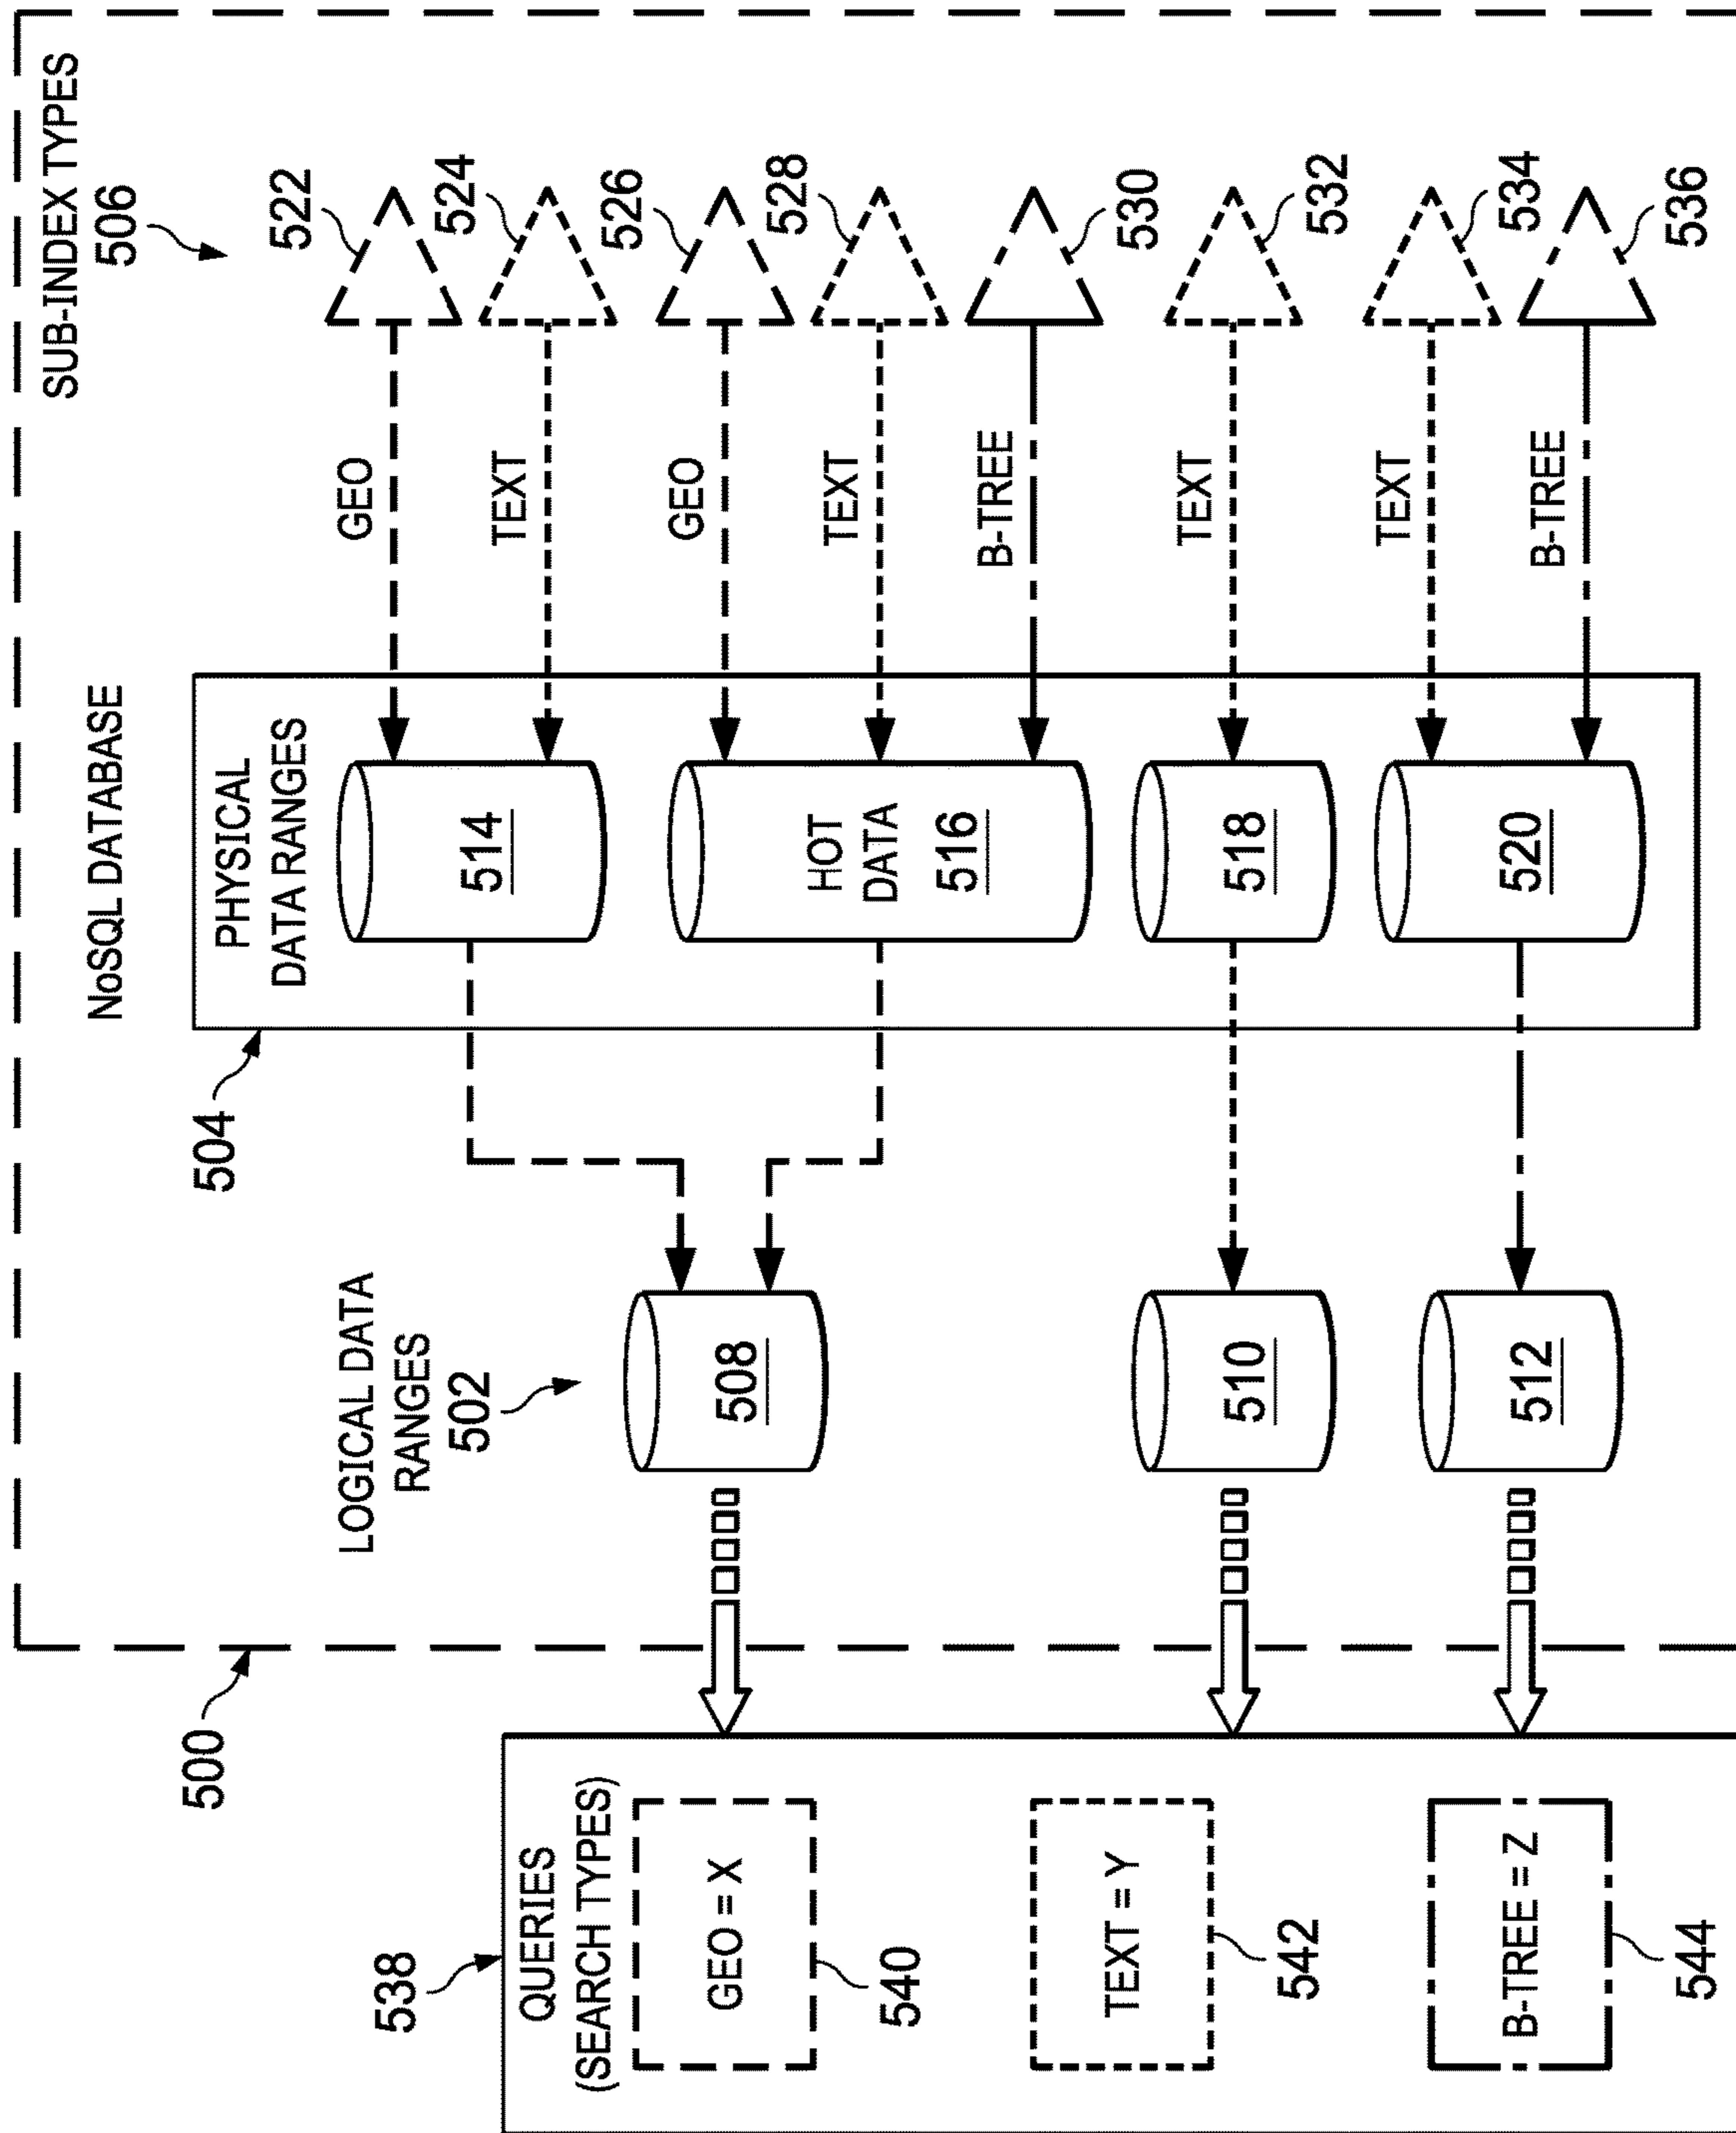 500
NoSQL DATABASE
SUB-INDEX TYPES
506
504
PHYSICAL
DATA RANGES
LOGICAL DATA
RANGES
502
538
QUERIES
(SEARCH TYPES)
GEO = X
540
508
514
GEO
522
TEXT
524
HOT
DATA
516
GEO
526
TEXT
528
B-TREE
530
TEXT = Y
542
510
518
TEXT
532
B-TREE = Z
544
512
520
TEXT
534
B-TREE
536